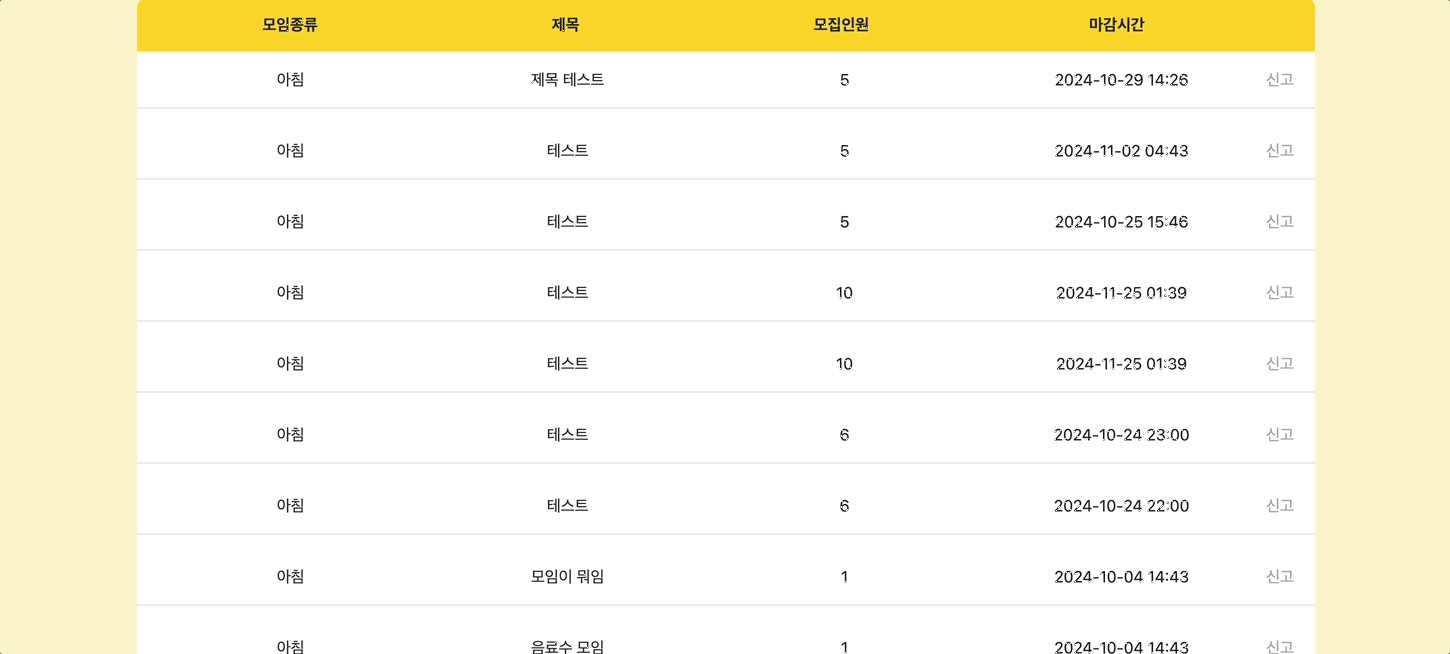 모임종류 제목 모집인원 마감시간
아침 제목 테스트 5 2024-10-29 14:26 신고
아침 테스트 5 2024-11-02 04:43 신고
아침 테스트 5 2024-10-25 15:46 신고
아침 테스트 10 2024-11-25 01:39 신고
아침 테스트 10 2024-11-25 01:39 신고
아침 테스트 6 2024-10-24 23:00 신고
아침 테스트 6 2024-10-24 22:00 신고
아침 모임이 뭐임 1 2024-10-04 14:43 신고
아침 음료수 모임 1 2024-10-04 14:43 신고